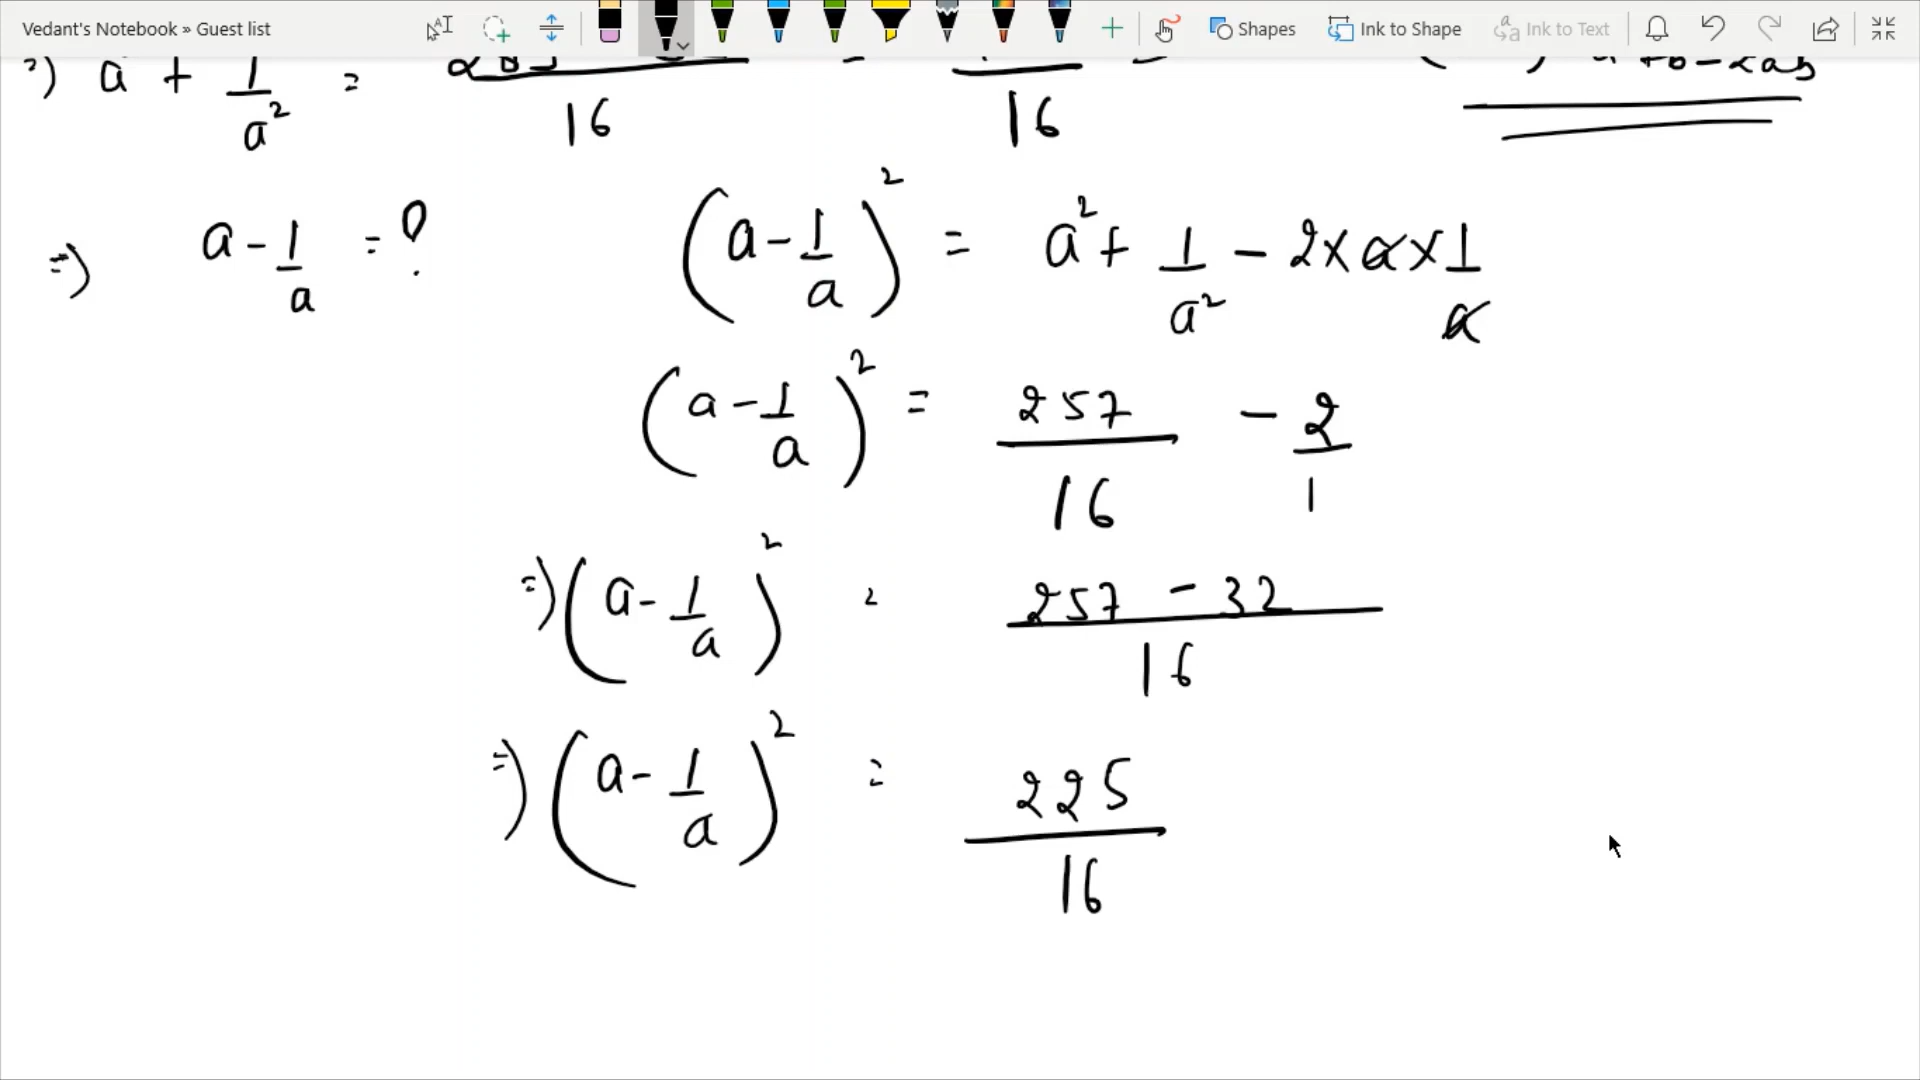 Vedant's Notebook » Guest list Shapes Ink to Shape Ink to Text
=) a + 1/a² = /16 = /16 = a+b-2ab
=) a - 1/a = ? (a - 1/a)² = a² + 1/a² - 2 × a × 1/a
(a - 1/a)² = 257/16 - 2/1
=) (a - 1/a)² = 257 - 32/16
=) (a - 1/a)² = 225/16